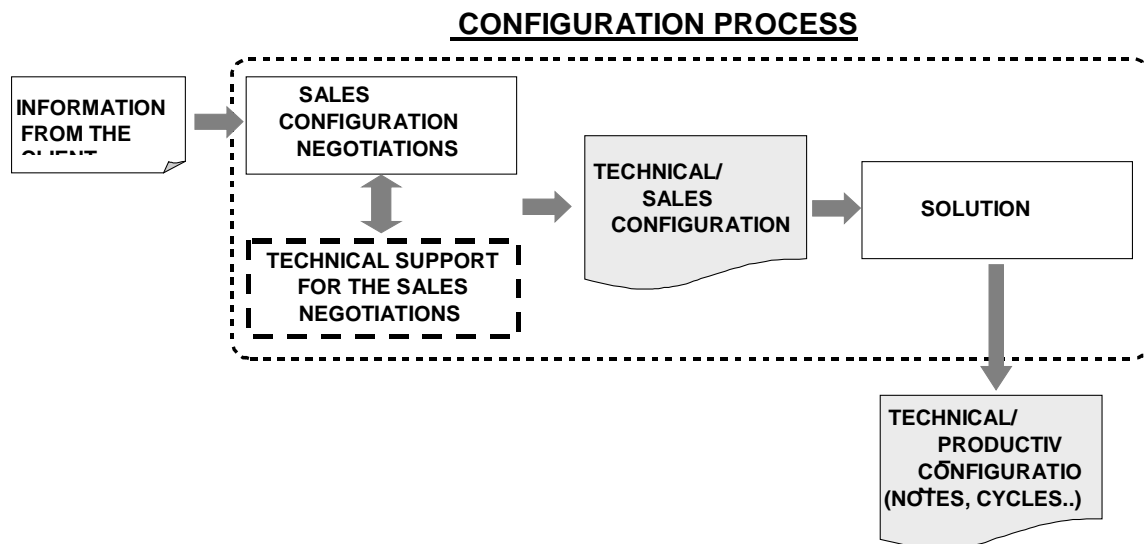 CONFIGURATION PROCESS
INFORMATION
FROM THE
SALES
CONFIGURATION
NEGOTIATIONS
TECHNICAL SUPPORT
FOR THE SALES
NEGOTIATIONS
TECHNICAL/
SALES
CONFIGURATION
SOLUTION
TECHNICAL/
PRODUCTIV
CONFIGURATIO
(NOTES, CYCLES..)